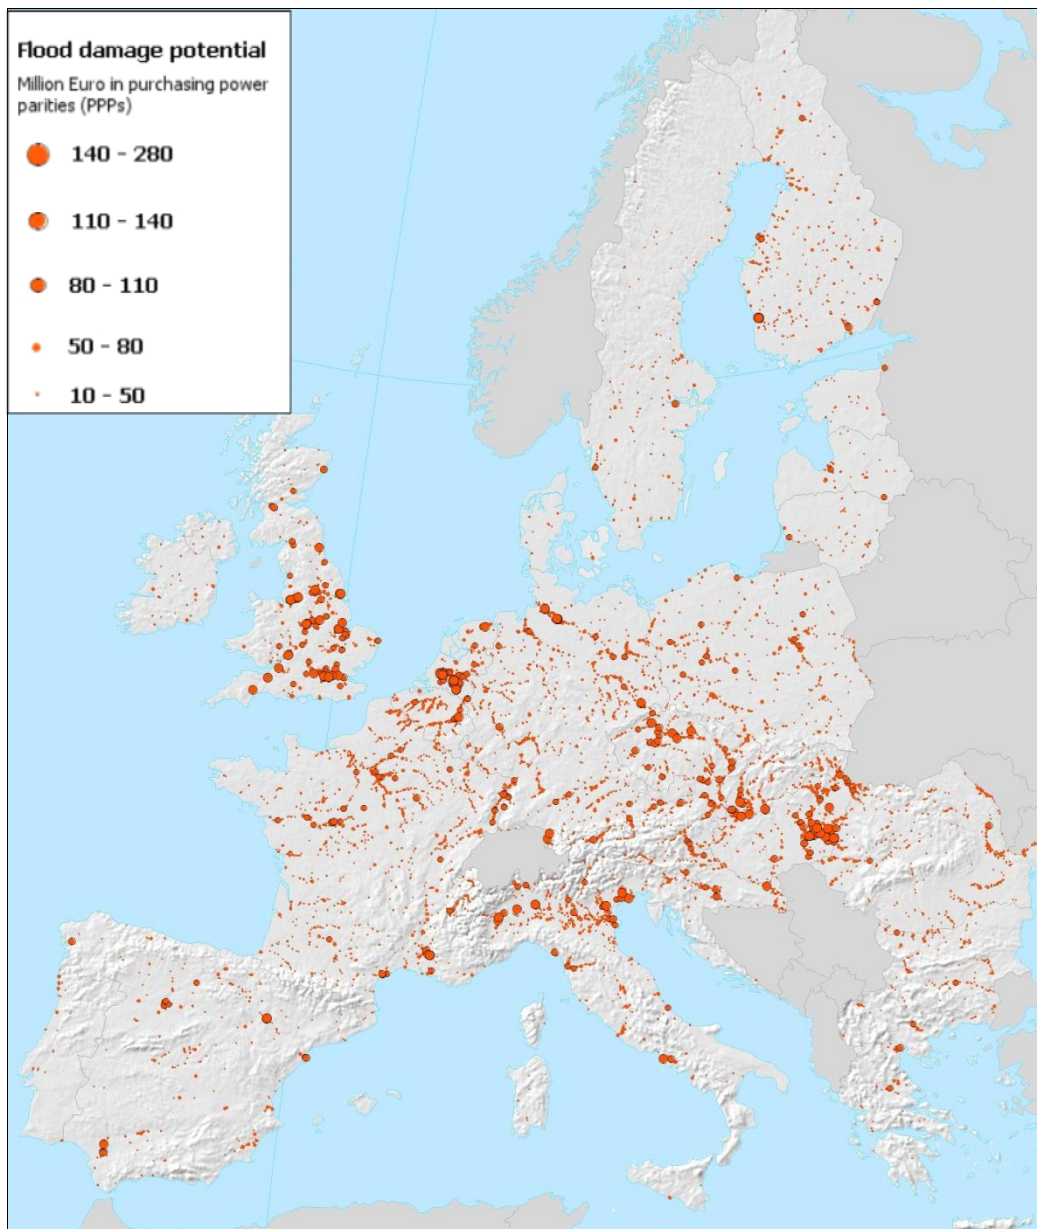 Flood damage potential
Million Euro in purchasing power
parities (PPPs)
140 - 280
110 - 140
80 - 110
50 - 80
10 - 50